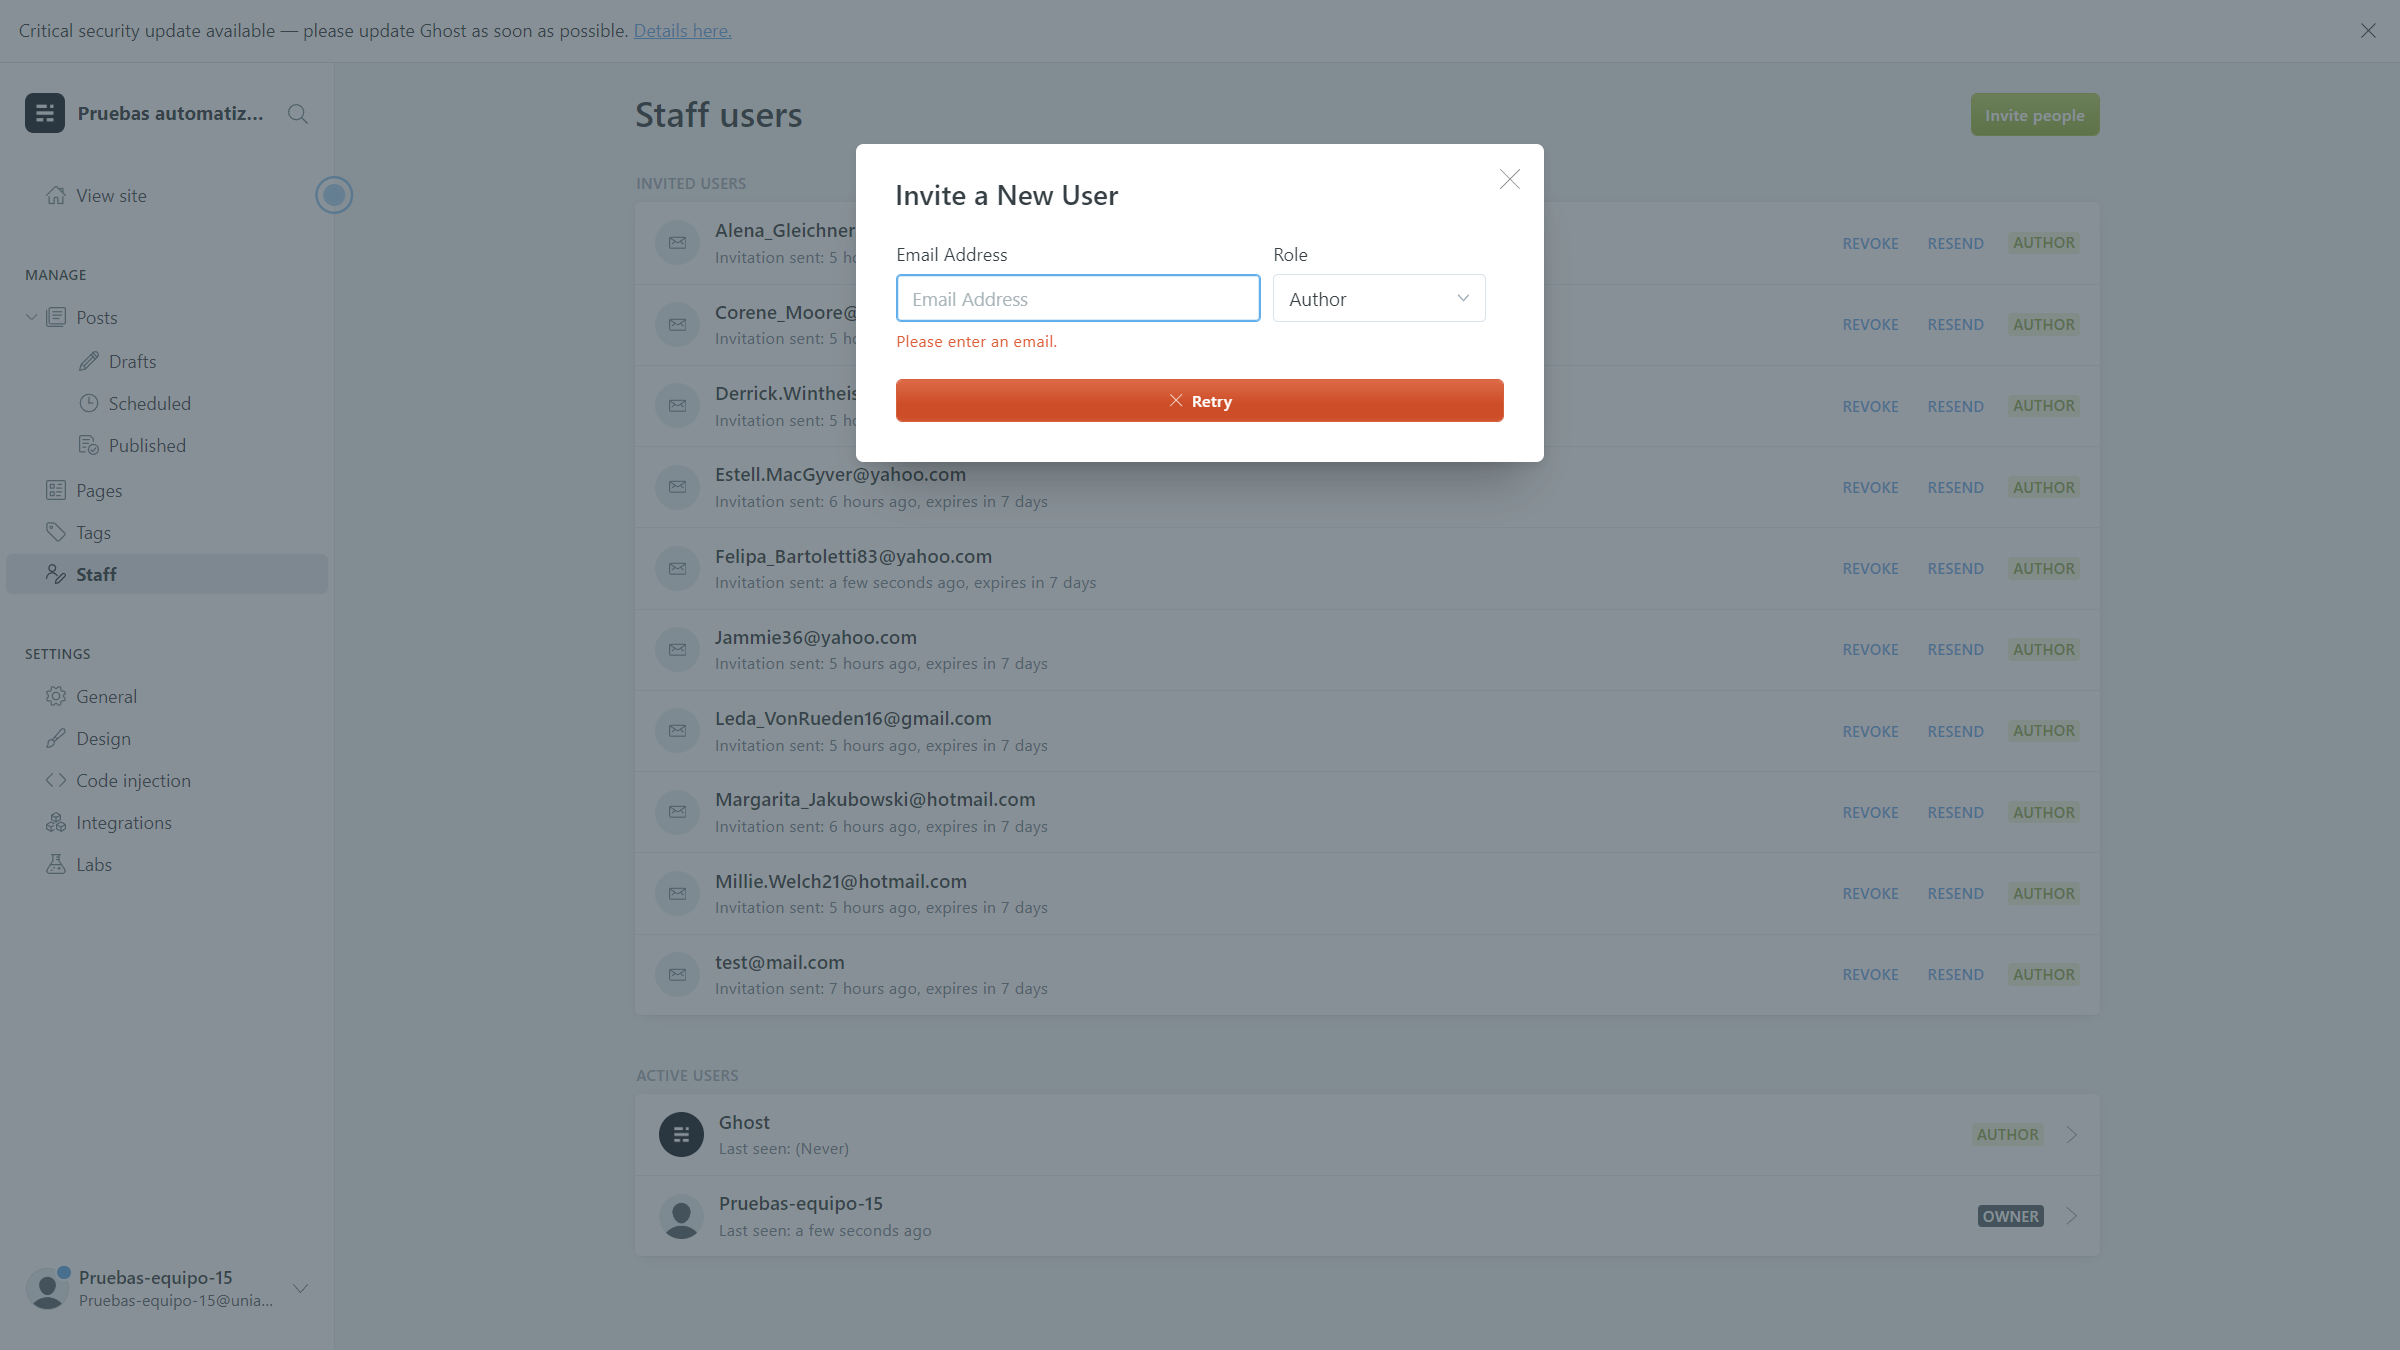 Critical security update available — please update Ghost as soon as possible. Details here.
Pruebas automatiz...
View site
MANAGE
Posts
Drafts
Scheduled
Published
Pages
Tags
Staff
SETTINGS
General
Design
Code injection
Integrations
Labs
Pruebas-equipo-15
Pruebas-equipo-15@unia...
Staff users
Invite people
INVITED USERS
Alena_Gleichner
Invitation sent: 5 ho
REVOKE RESEND AUTHOR
Corene_Moore@
Invitation sent: 5 ho
REVOKE RESEND AUTHOR
Derrick.Wintheis
Invitation sent: 5 ho
REVOKE RESEND AUTHOR
Estell.MacGyver@yahoo.com
Invitation sent: 6 hours ago, expires in 7 days
REVOKE RESEND AUTHOR
Felipa_Bartoletti83@yahoo.com
Invitation sent: a few seconds ago, expires in 7 days
REVOKE RESEND AUTHOR
Jammie36@yahoo.com
Invitation sent: 5 hours ago, expires in 7 days
REVOKE RESEND AUTHOR
Leda_VonRueden16@gmail.com
Invitation sent: 5 hours ago, expires in 7 days
REVOKE RESEND AUTHOR
Margarita_Jakubowski@hotmail.com
Invitation sent: 6 hours ago, expires in 7 days
REVOKE RESEND AUTHOR
Millie.Welch21@hotmail.com
Invitation sent: 5 hours ago, expires in 7 days
REVOKE RESEND AUTHOR
test@mail.com
Invitation sent: 7 hours ago, expires in 7 days
REVOKE RESEND AUTHOR
ACTIVE USERS
Ghost
Last seen: (Never)
AUTHOR
Pruebas-equipo-15
Last seen: a few seconds ago
OWNER
Invite a New User
Email Address
Role
Email Address
Author
Please enter an email.
Retry